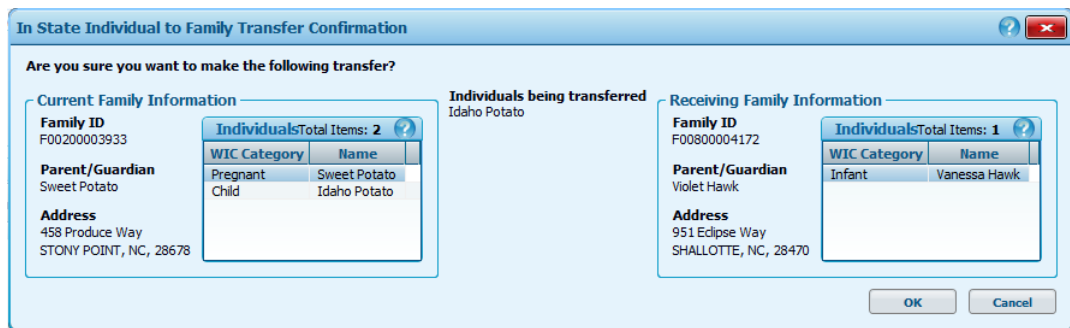 In State Individual to Family Transfer Confirmation
?
Are you sure you want to make the following transfer?
Current Family Information
Family ID
F00200003933
Parent/Guardian
Sweet Potato
Address
458 Produce Way
STONY POINT, NC, 28678
Individuals Total Items: 2 ?
WIC Category Name
Pregnant Sweet Potato
Child Idaho Potato
Individuals being transferred
Idaho Potato
Receiving Family Information
Family ID
F00800004172
Parent/Guardian
Violet Hawk
Address
951 Eclipse Way
SHALLOTTE, NC, 28470
Individuals Total Items: 1 ?
WIC Category Name
Infant Vanessa Hawk
OK Cancel